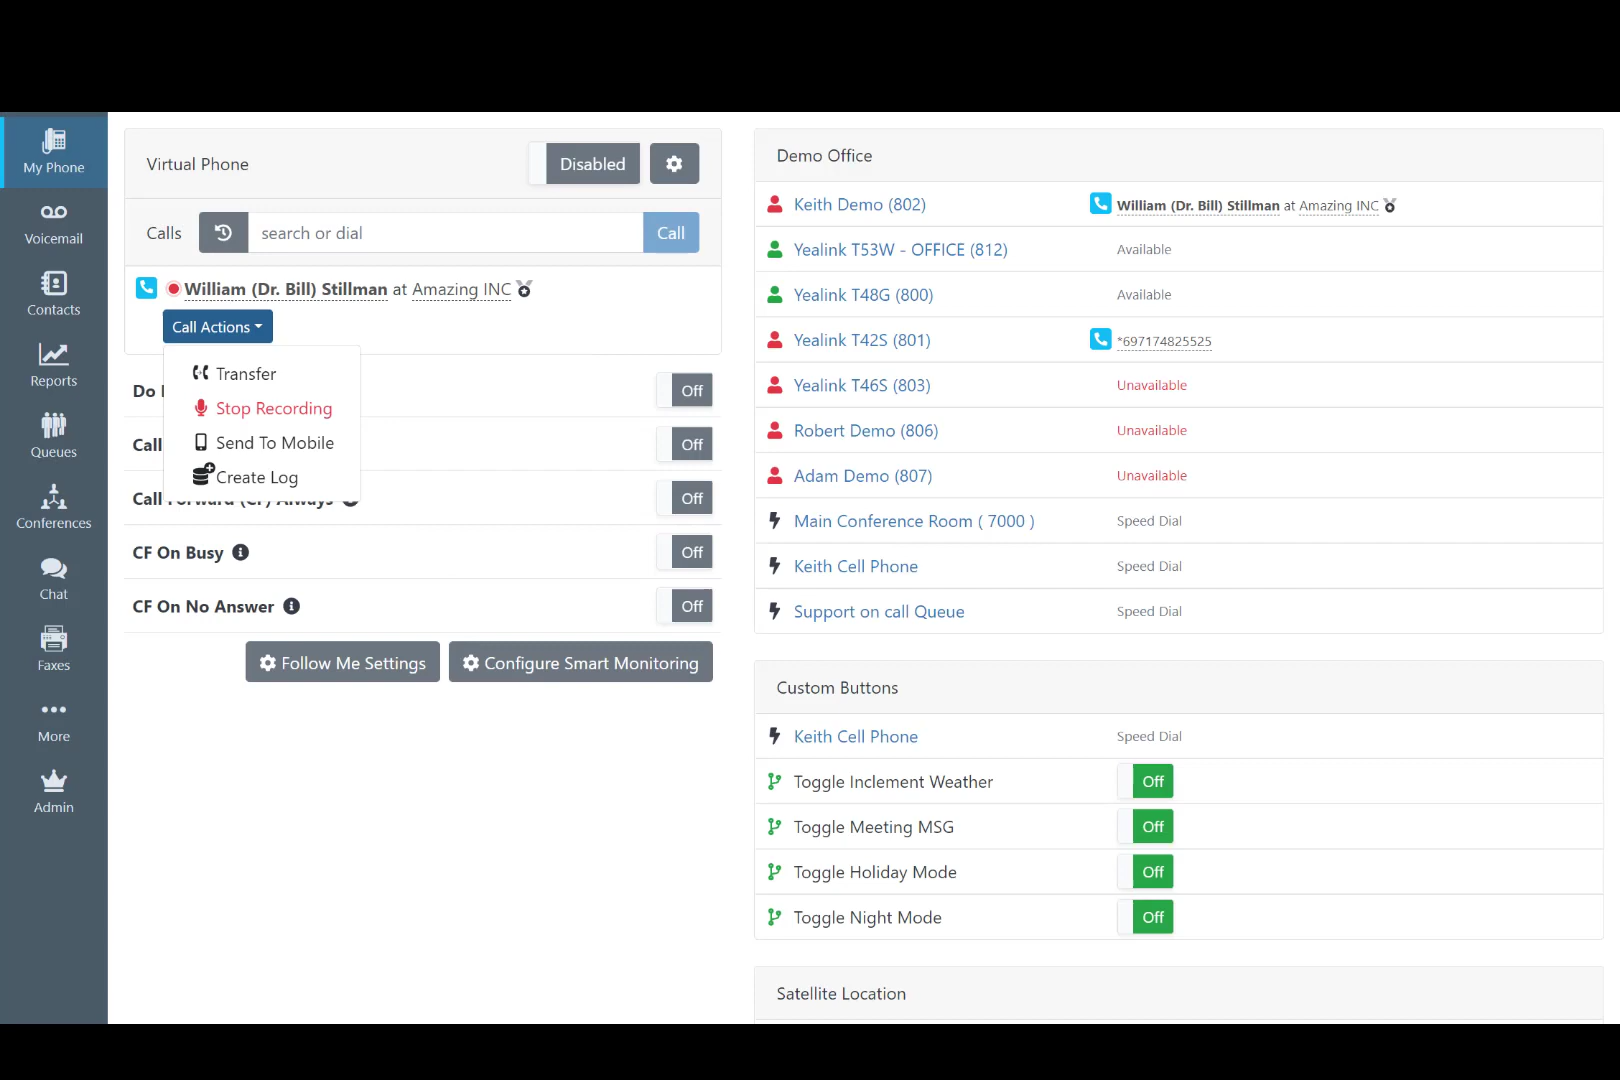 My Phone
Voicemail
Contacts
Reports
Queues
Conferences
Chat
Faxes
More
Admin
Virtual Phone
Disabled
Calls
search or dial
Call
William (Dr. Bill) Stillman at Amazing INC
Call Actions
Transfer
Stop Recording
Send To Mobile
Create Log
Do
Off
Call
Off
Call Forward (CF) Always
Off
CF On Busy
Off
CF On No Answer
Off
Follow Me Settings
Configure Smart Monitoring
Demo Office
Keith Demo (802) William (Dr. Bill) Stillman at Amazing INC
Yealink T53W - OFFICE (812) Available
Yealink T48G (800) Available
Yealink T42S (801) *697174825525
Yealink T46S (803) Unavailable
Robert Demo (806) Unavailable
Adam Demo (807) Unavailable
Main Conference Room ( 7000 ) Speed Dial
Keith Cell Phone Speed Dial
Support on call Queue Speed Dial
Custom Buttons
Keith Cell Phone Speed Dial
Toggle Inclement Weather Off
Toggle Meeting MSG Off
Toggle Holiday Mode Off
Toggle Night Mode Off
Satellite Location